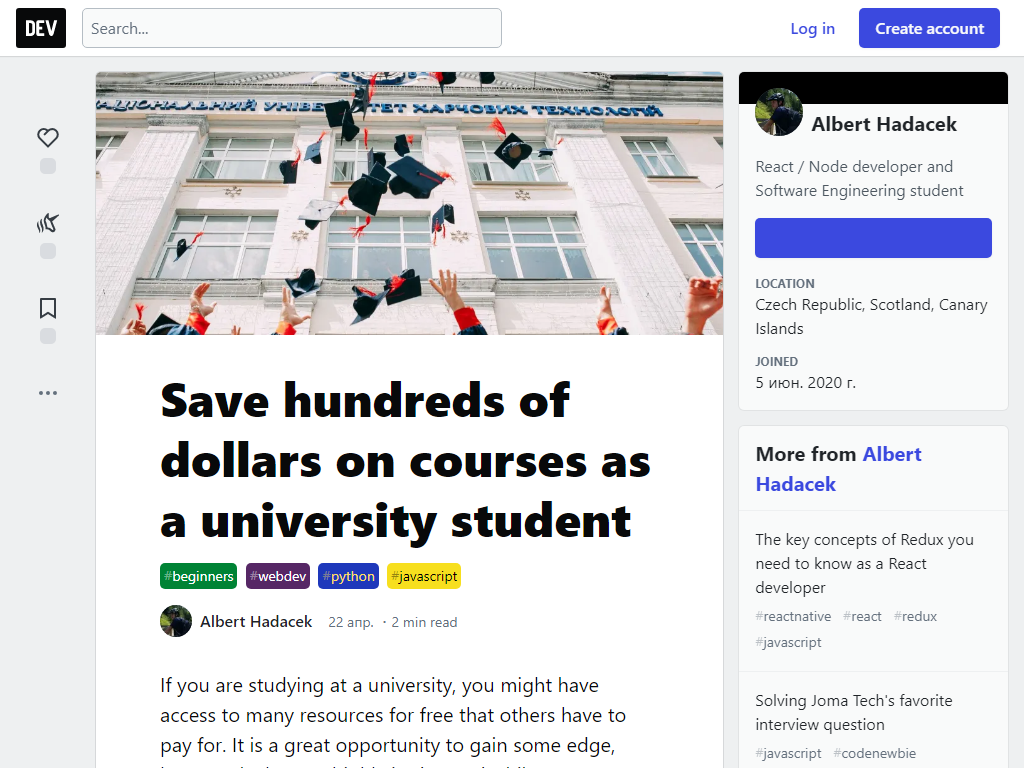 DEV
Search...
Log in
Create account
НАЦІОНАЛЬНИЙ УНІВЕ ТЕТ ХАРЧОВИХ ТЕХНОЛОГІЙ
Save hundreds of
dollars on courses as
a university student
#beginners #webdev #python #javascript
Albert Hadacek 22 апр. · 2 min read
If you are studying at a university, you might have
access to many resources for free that others have to
pay for. It is a great opportunity to gain some edge,
Albert Hadacek
React / Node developer and
Software Engineering student
LOCATION
Czech Republic, Scotland, Canary
Islands
JOINED
5 июн. 2020 г.
More from Albert
Hadacek
The key concepts of Redux you
need to know as a React
developer
#reactnative #react #redux
#javascript
Solving Joma Tech's favorite
interview question
#javascript #codenewbie